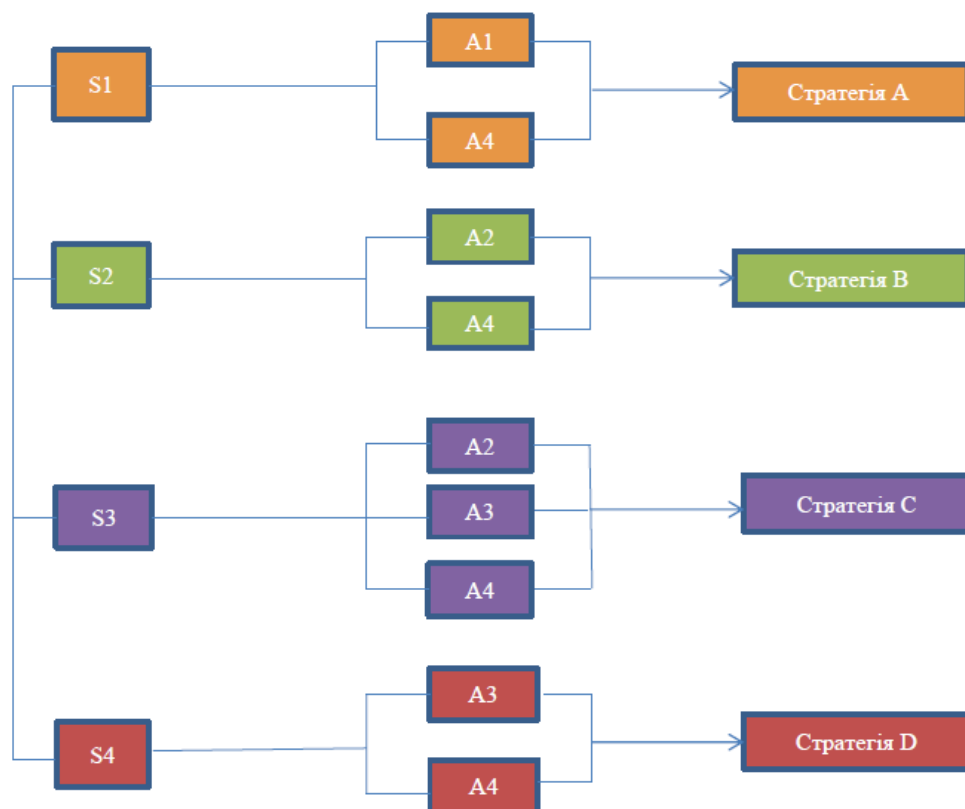 S1
A1
A4
Стратегія A
S2
A2
A4
Стратегія B
S3
A2
A3
A4
Стратегія C
S4
A3
A4
Стратегія D